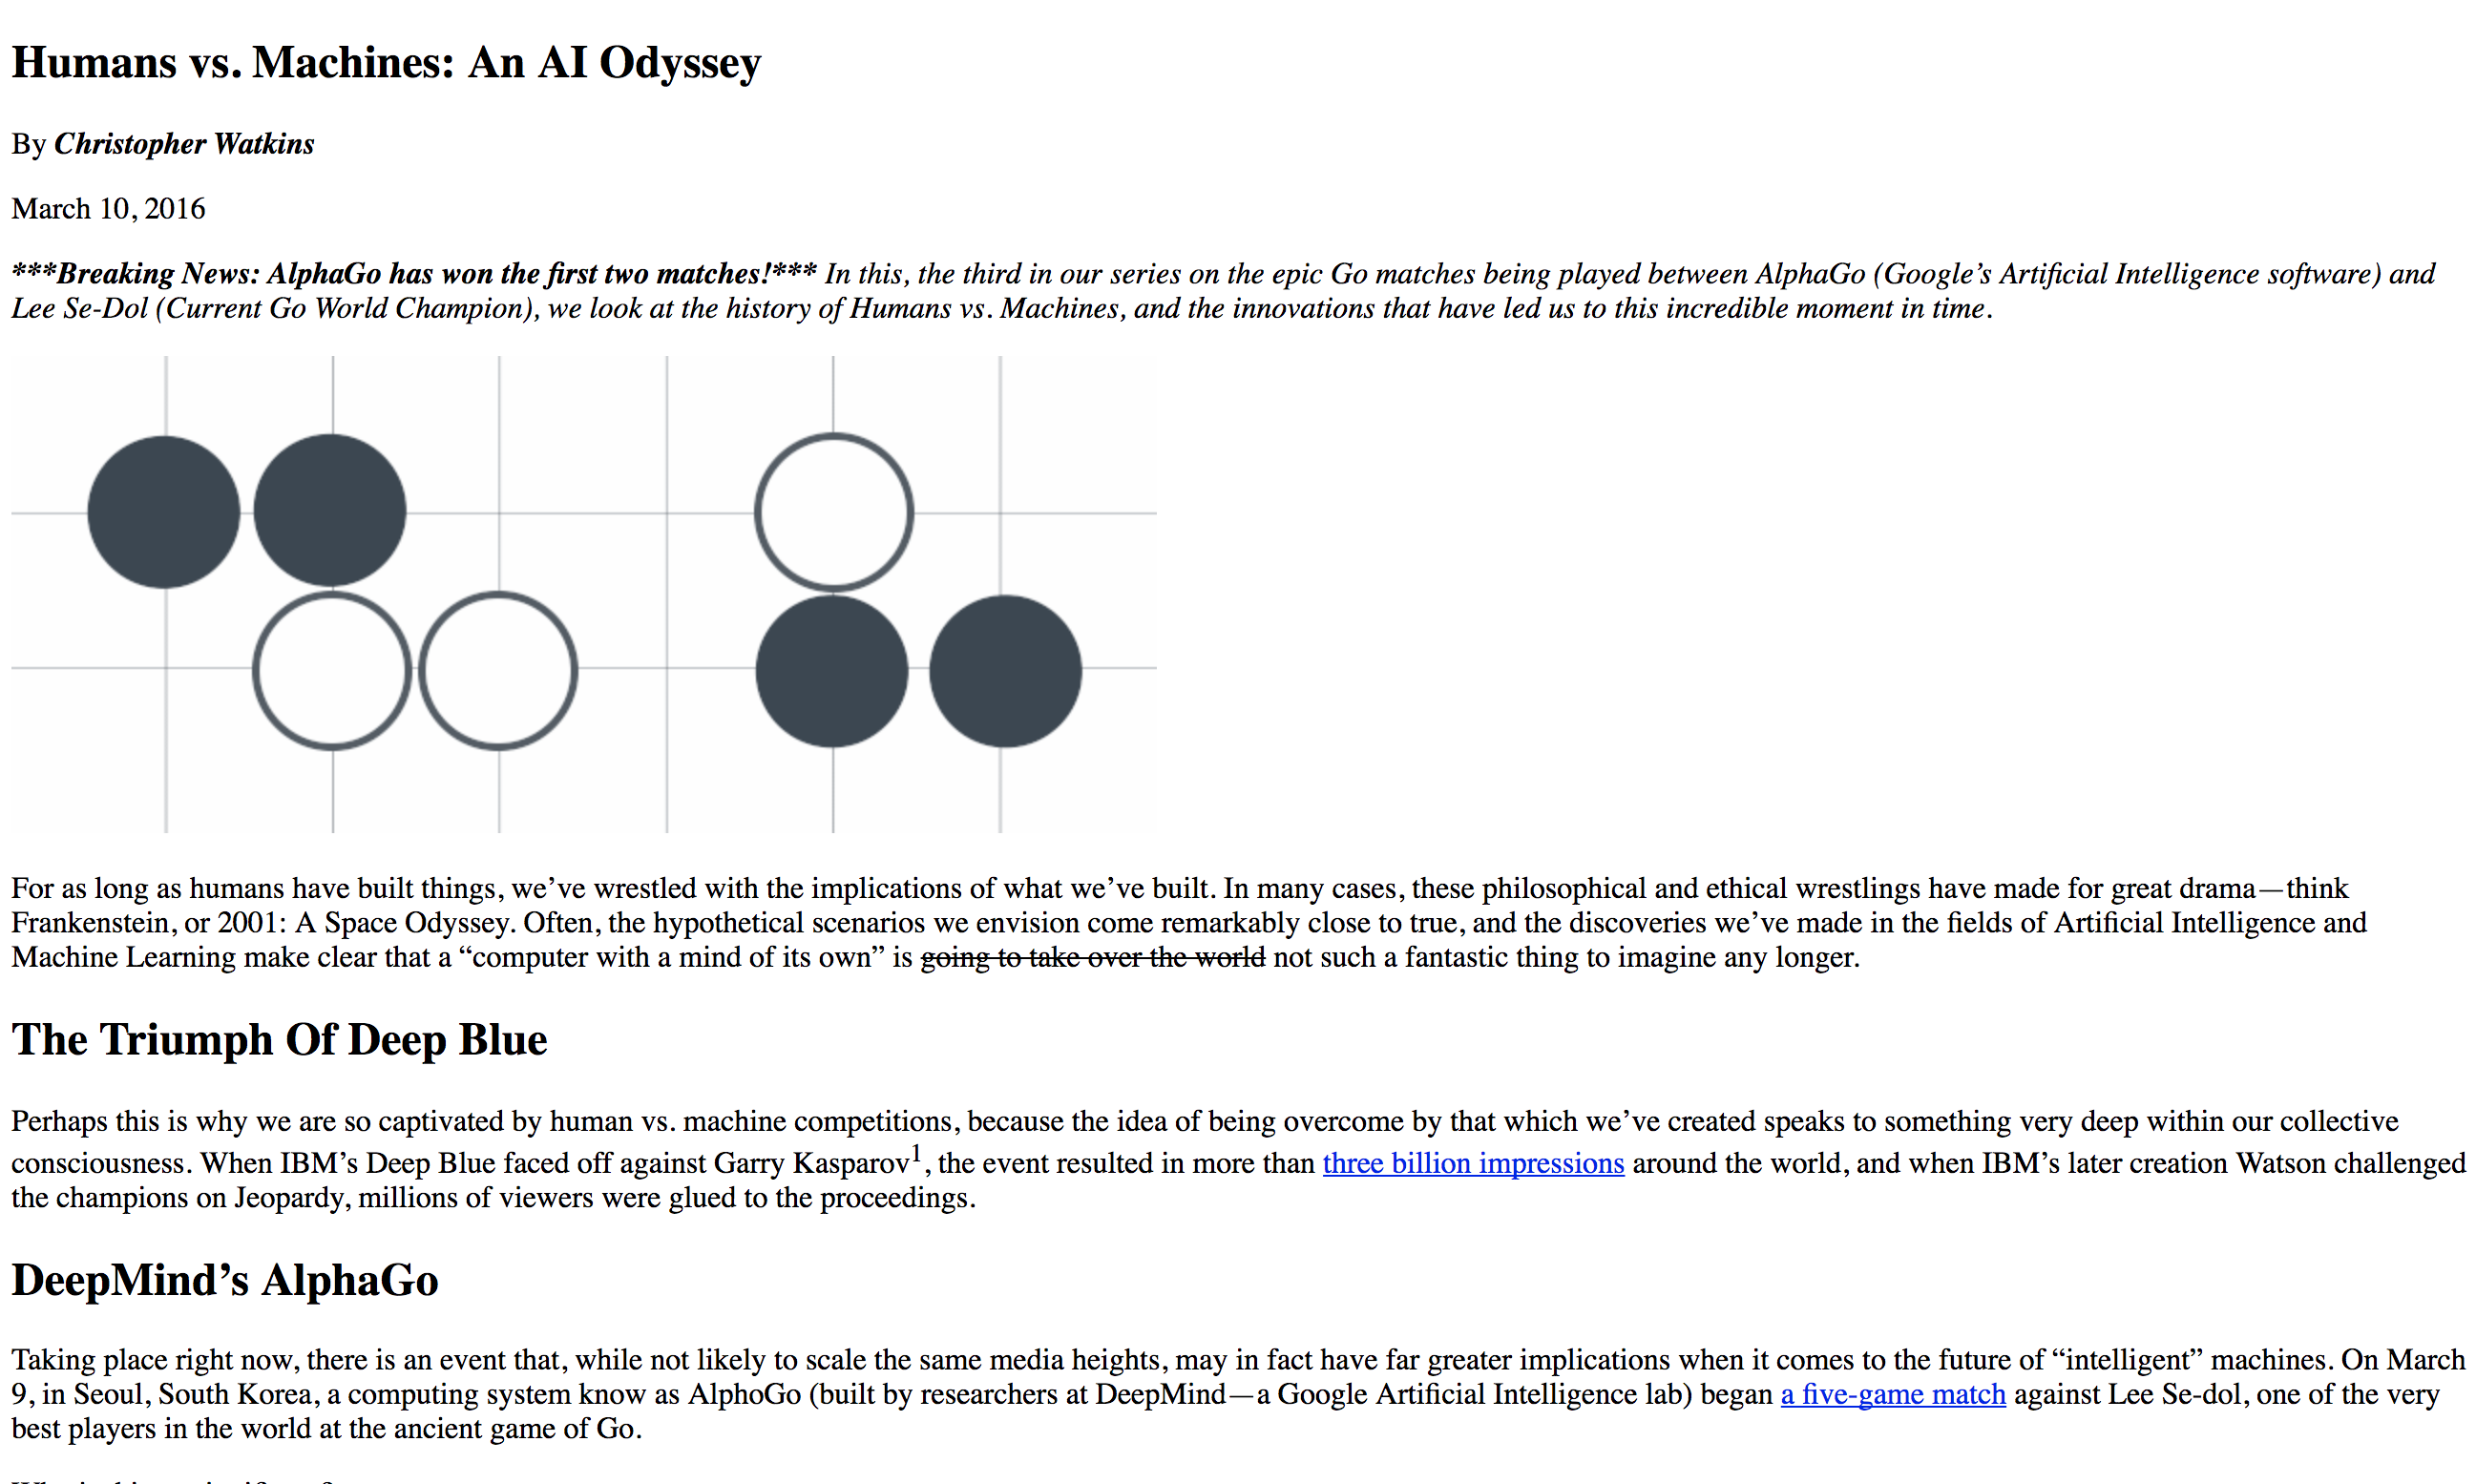 Humans vs. Machines: An AI Odyssey
By Christopher Watkins
March 10, 2016
***Breaking News: AlphaGo has won the first two matches!*** In this, the third in our series on the epic Go matches being played between AlphaGo (Google’s Artificial Intelligence software) and
Lee Se-Dol (Current Go World Champion), we look at the history of Humans vs. Machines, and the innovations that have led us to this incredible moment in time.
For as long as humans have built things, we’ve wrestled with the implications of what we’ve built. In many cases, these philosophical and ethical wrestlings have made for great drama—think
Frankenstein, or 2001: A Space Odyssey. Often, the hypothetical scenarios we envision come remarkably close to true, and the discoveries we’ve made in the fields of Artificial Intelligence and
Machine Learning make clear that a “computer with a mind of its own” is going to take over the world not such a fantastic thing to imagine any longer.
The Triumph Of Deep Blue
Perhaps this is why we are so captivated by human vs. machine competitions, because the idea of being overcome by that which we’ve created speaks to something very deep within our collective
consciousness. When IBM’s Deep Blue faced off against Garry Kasparov1, the event resulted in more than three billion impressions around the world, and when IBM’s later creation Watson challenged
the champions on Jeopardy, millions of viewers were glued to the proceedings.
DeepMind’s AlphaGo
Taking place right now, there is an event that, while not likely to scale the same media heights, may in fact have far greater implications when it comes to the future of “intelligent” machines. On March
9, in Seoul, South Korea, a computing system know as AlphoGo (built by researchers at DeepMind—a Google Artificial Intelligence lab) began a five-game match against Lee Se-dol, one of the very
best players in the world at the ancient game of Go.